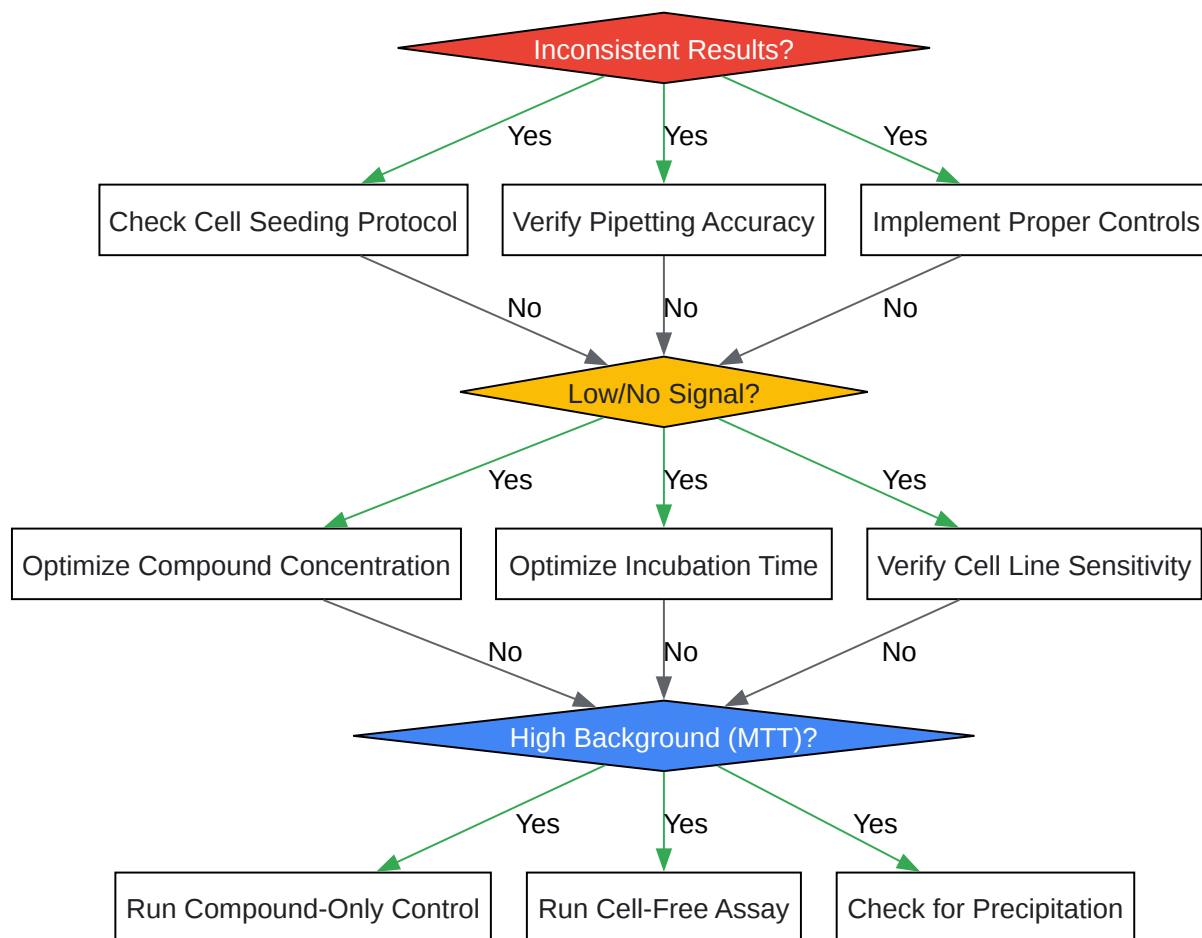 Inconsistent Results?
Yes
Yes
Yes
Check Cell Seeding Protocol
Verify Pipetting Accuracy
Implement Proper Controls
No
No
No
Low/No Signal?
Yes
Yes
Yes
Optimize Compound Concentration
Optimize Incubation Time
Verify Cell Line Sensitivity
No
No
No
High Background (MTT)?
Yes
Yes
Yes
Run Compound-Only Control
Run Cell-Free Assay
Check for Precipitation